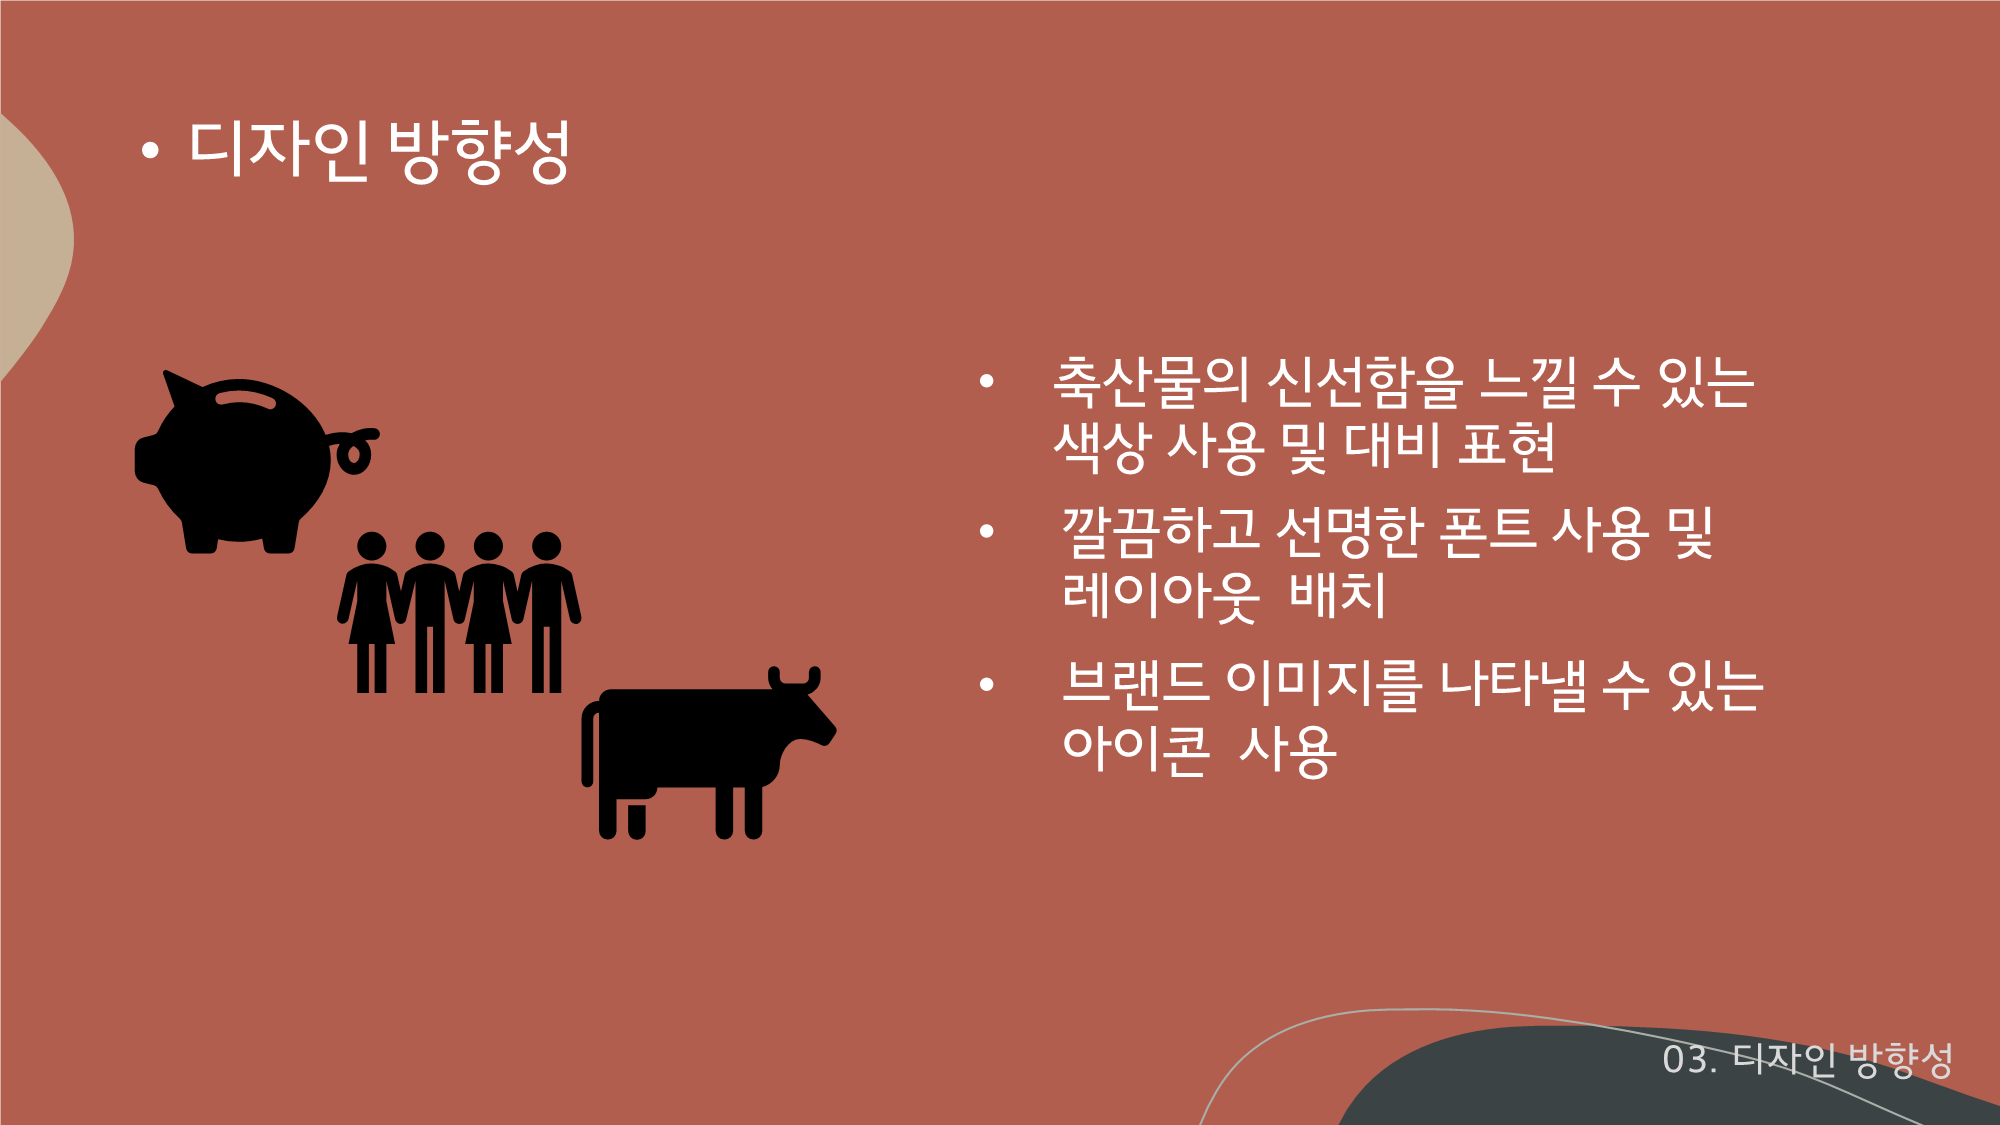 • 디자인 방향성
• 축산물의 신선함을 느낄 수 있는
색상 사용 및 대비 표현
• 깔끔하고 선명한 폰트 사용 및
레이아웃 배치
• 브랜드 이미지를 나타낼 수 있는
아이콘 사용
03. 디자인 방향성